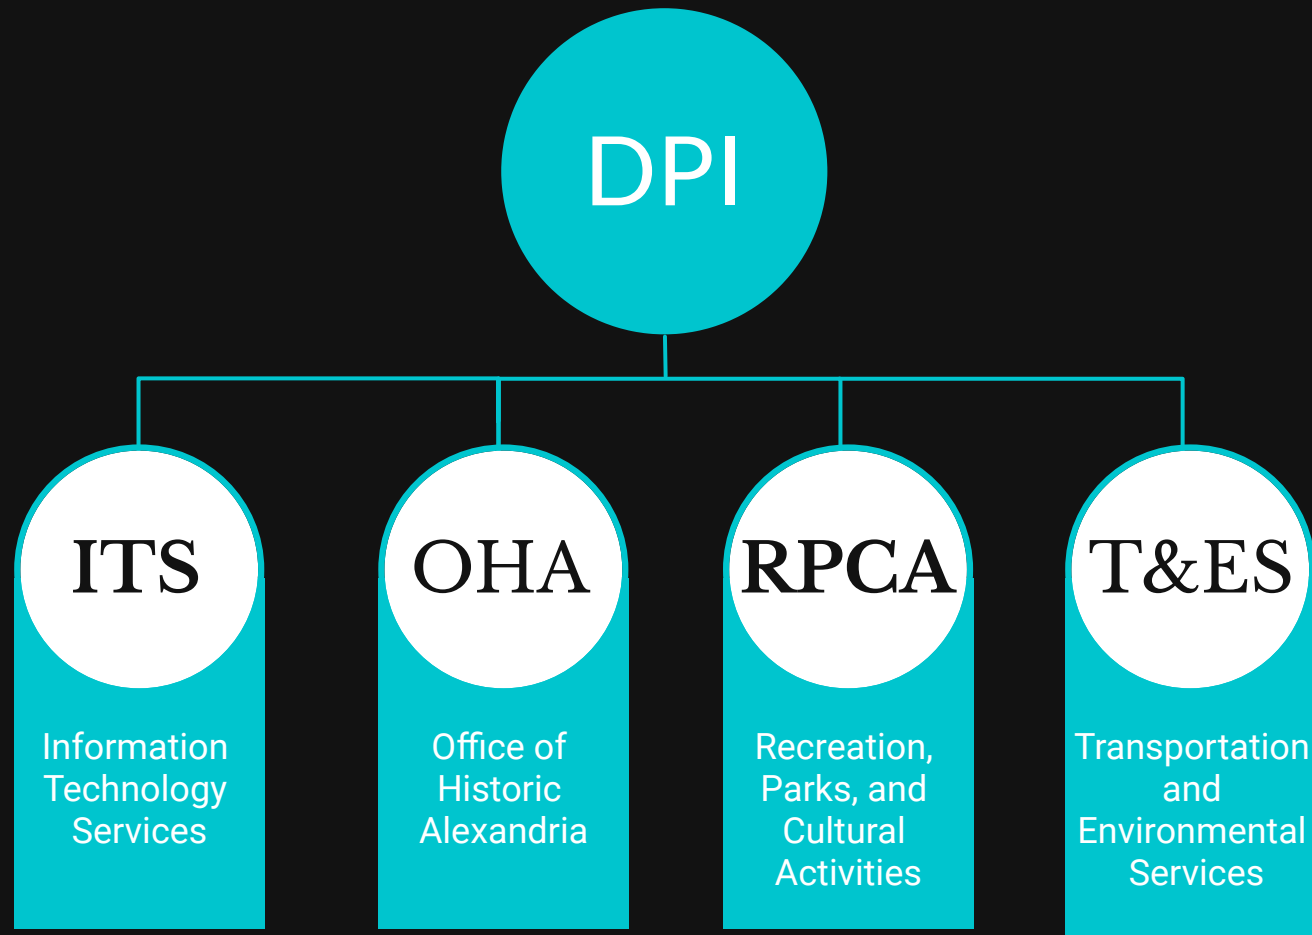 DPI
ITS
Information
Technology
Services
OHA
Office of
Historic
Alexandria
RPCA
Recreation,
Parks, and
Cultural
Activities
T&ES
Transportation
and
Environmental
Services